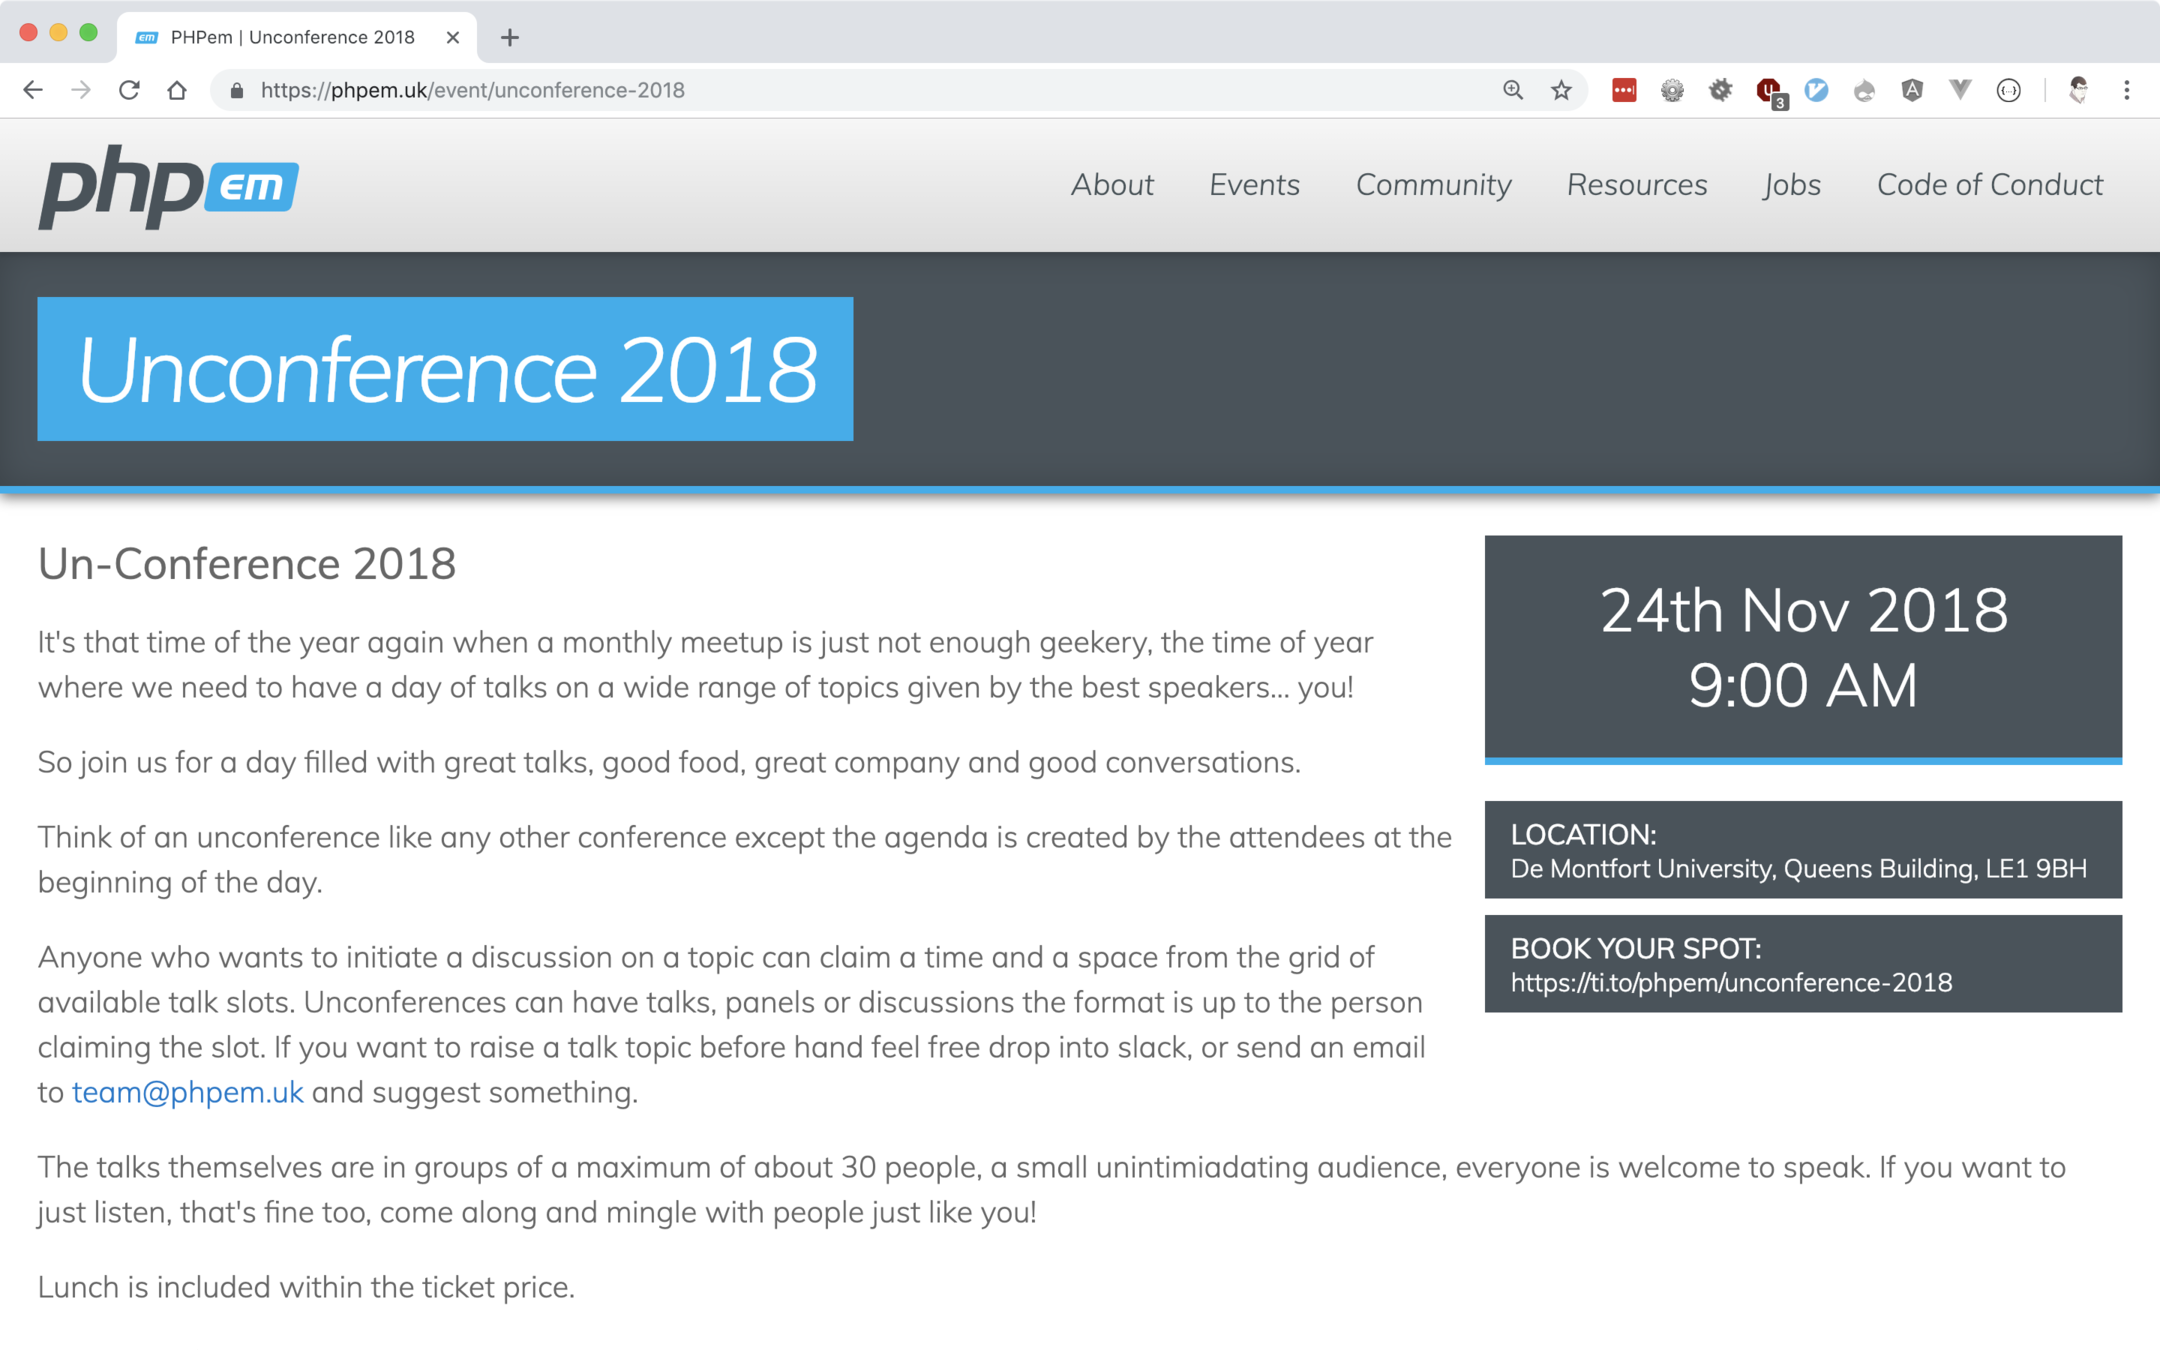 PHPem | Unconference 2018
https://phpem.uk/event/unconference-2018
3
php em
About Events Community Resources Jobs Code of Conduct
Unconference 2018
Un-Conference 2018
It's that time of the year again when a monthly meetup is just not enough geekery, the time of year
where we need to have a day of talks on a wide range of topics given by the best speakers... you!
So join us for a day filled with great talks, good food, great company and good conversations.
Think of an unconference like any other conference except the agenda is created by the attendees at the
beginning of the day.
Anyone who wants to initiate a discussion on a topic can claim a time and a space from the grid of
available talk slots. Unconferences can have talks, panels or discussions the format is up to the person
claiming the slot. If you want to raise a talk topic before hand feel free drop into slack, or send an email
to team@phpem.uk and suggest something.
The talks themselves are in groups of a maximum of about 30 people, a small unintimiadating audience, everyone is welcome to speak. If you want to
just listen, that's fine too, come along and mingle with people just like you!
Lunch is included within the ticket price.
24th Nov 2018
9:00 AM
LOCATION:
De Montfort University, Queens Building, LE1 9BH
BOOK YOUR SPOT:
https://ti.to/phpem/unconference-2018